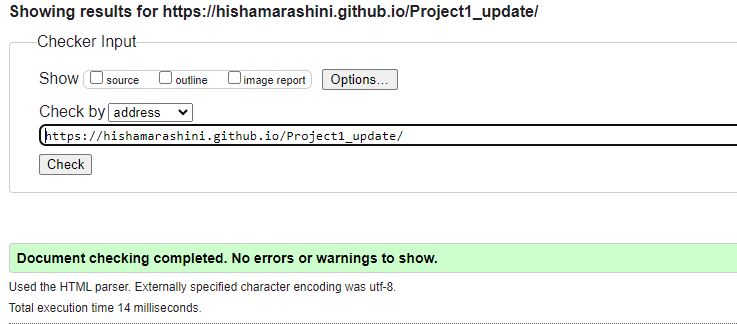 Showing results for https://hishamarashini.github.io/Project1_update/
Checker Input
Show source outline image report Options...
Check by address
https://hishamarashini.github.io/Project1_update/
Check
Document checking completed. No errors or warnings to show.
Used the HTML parser. Externally specified character encoding was utf-8.
Total execution time 14 milliseconds.